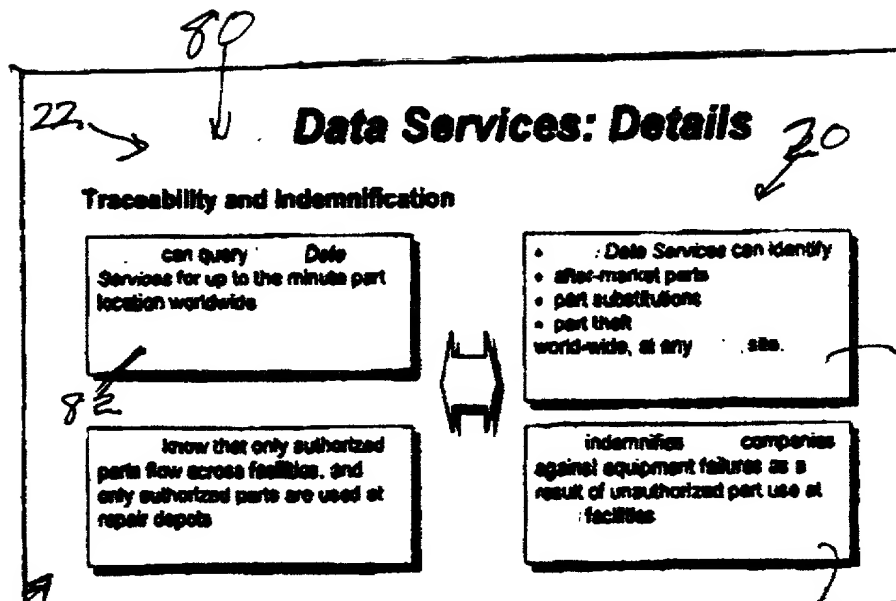 80
22
Data Services: Details
20
Traceability and Indemnification
can query Data
Services for up to the minute part
location worldwide
82
• Data Services can identify
• after-market parts
• part substitutions
• part theft
world-wide, at any site.
know that only authorized
parts flow across facilities, and
only authorized parts are used at
repair depots
indemnifies companies
against equipment failures as a
result of unauthorized part use at
facilities